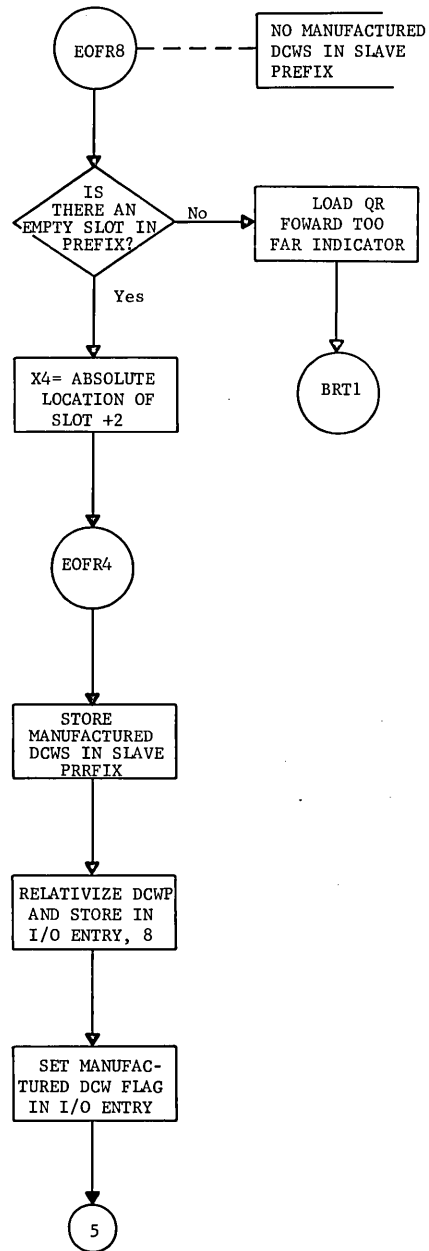 EOFR8
NO MANUFACTURED
DCWS IN SLAVE
PREFIX
IS
THERE AN
EMPTY SLOT IN
PREFIX?
No
LOAD QR
FOWARD TOO
FAR INDICATOR
Yes
BRT1
X4= ABSOLUTE
LOCATION OF
SLOT +2
EOFR4
STORE
MANUFACTURED
DCWS IN SLAVE
PRRFIX
RELATIVIZE DCWP
AND STORE IN
I/O ENTRY, 8
SET MANUFAC-
TURED DCW FLAG
IN I/O ENTRY
5